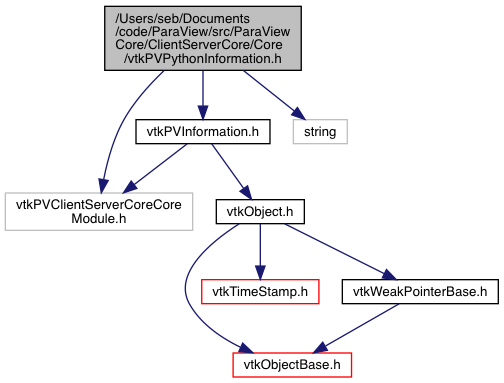 /Users/seb/Documents
/code/ParaView/src/ParaView
Core/ClientServerCore/Core
/vtkPVPythonInformation.h
vtkPVInformation.h
string
vtkPVClientServerCoreCore
Module.h
vtkObject.h
vtkTimeStamp.h
vtkWeakPointerBase.h
vtkObjectBase.h